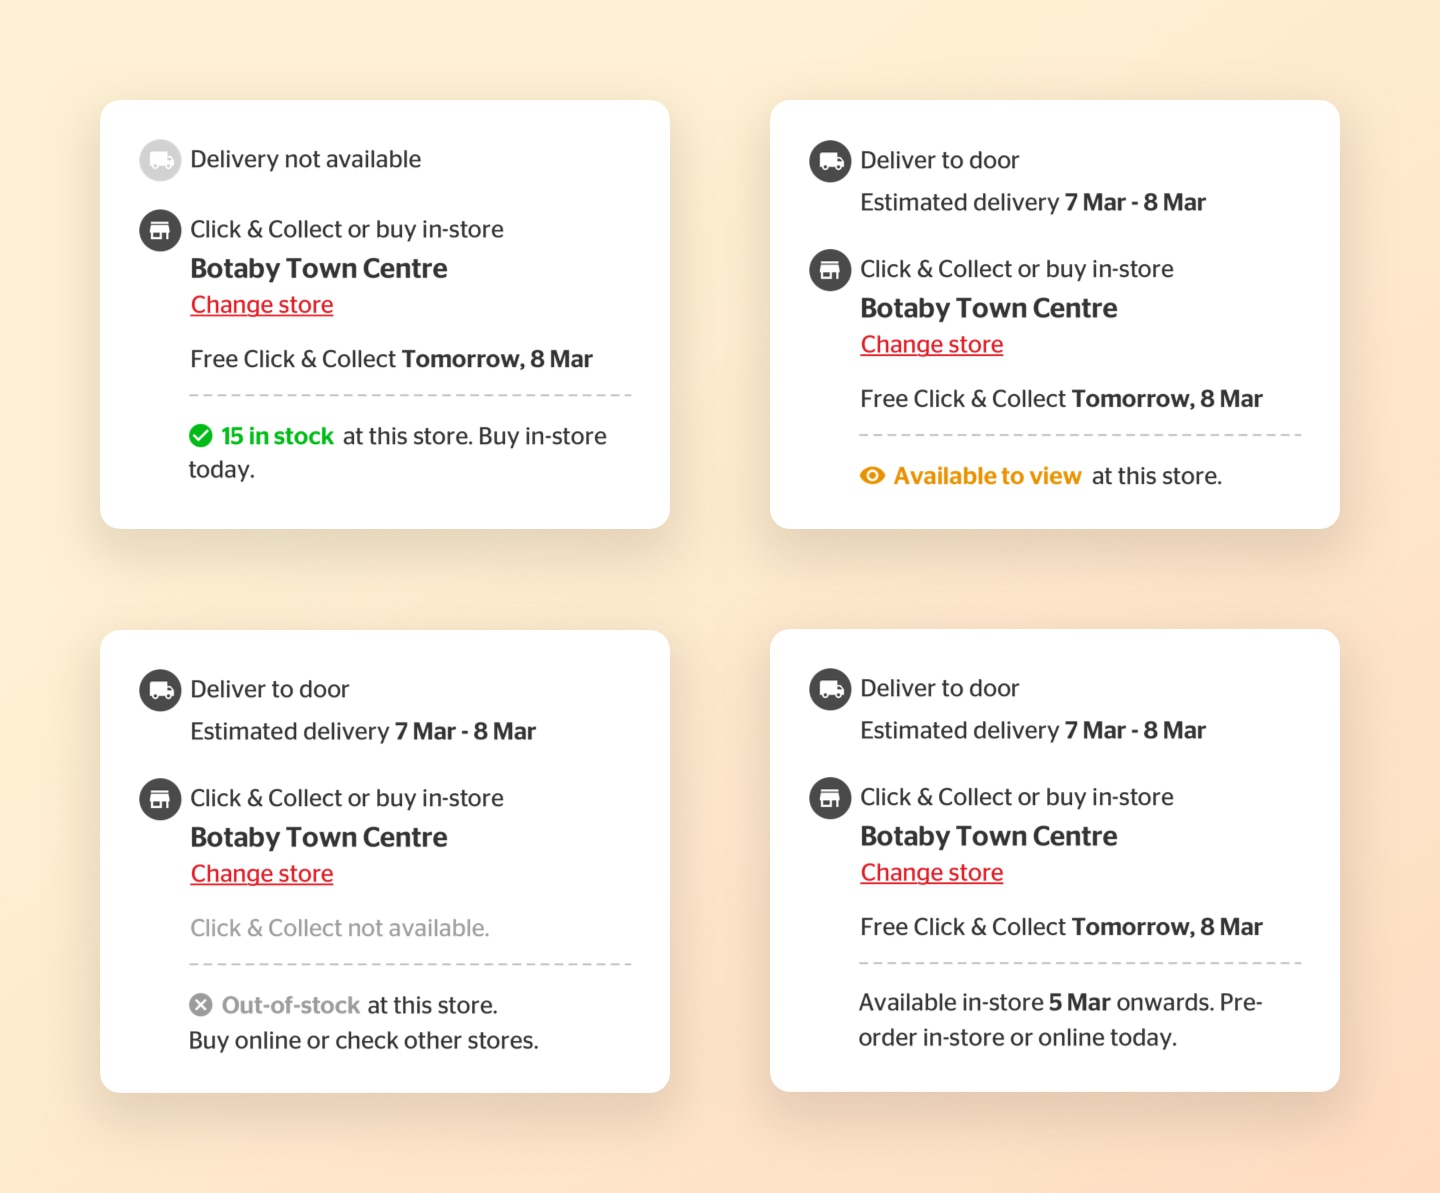 Delivery not available
Click & Collect or buy in-store
Botaby Town Centre
Change store
Free Click & Collect Tomorrow, 8 Mar
15 in stock at this store. Buy in-store
today.
Deliver to door
Estimated delivery 7 Mar - 8 Mar
Click & Collect or buy in-store
Botaby Town Centre
Change store
Free Click & Collect Tomorrow, 8 Mar
Available to view at this store.
Deliver to door
Estimated delivery 7 Mar - 8 Mar
Click & Collect or buy in-store
Botaby Town Centre
Change store
Click & Collect not available.
Out-of-stock at this store.
Buy online or check other stores.
Deliver to door
Estimated delivery 7 Mar - 8 Mar
Click & Collect or buy in-store
Botaby Town Centre
Change store
Free Click & Collect Tomorrow, 8 Mar
Available in-store 5 Mar onwards. Pre-
order in-store or online today.